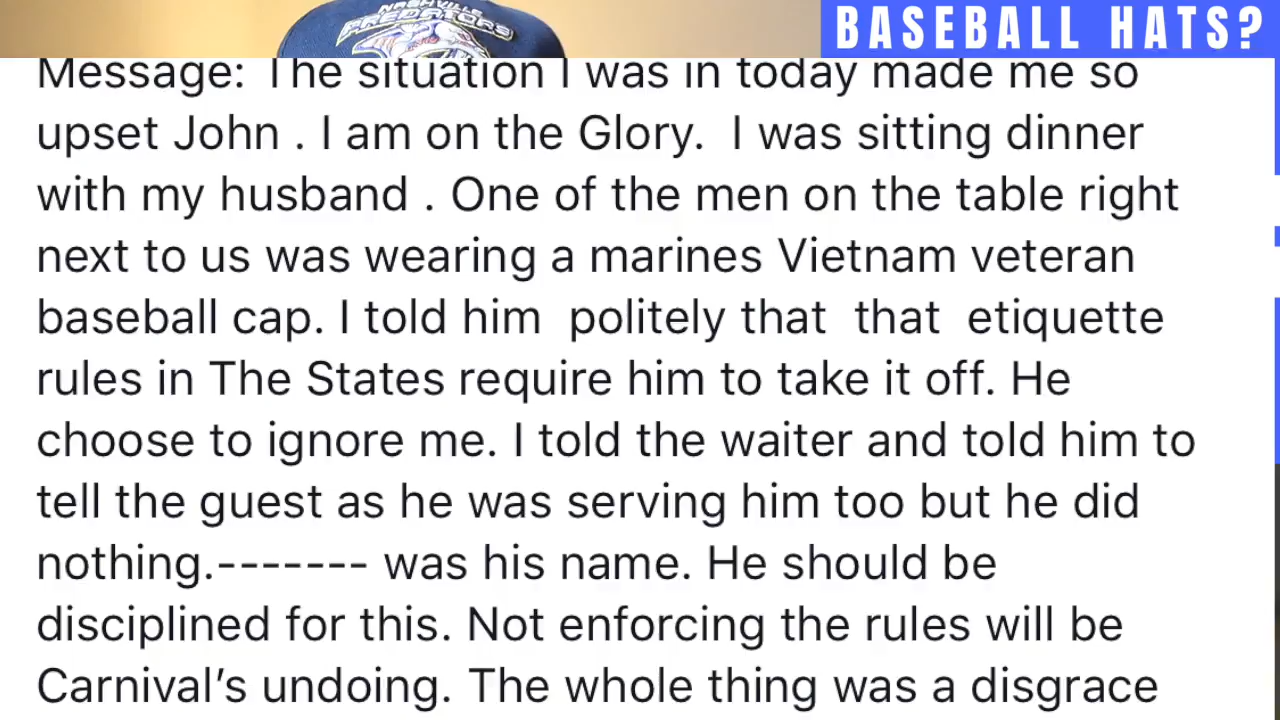 NASHVILLE
PREDATORS
BASEBALL HATS?
Message: The situation I was in today made me so
upset John . I am on the Glory.  I was sitting dinner
with my husband . One of the men on the table right
next to us was wearing a marines Vietnam veteran
baseball cap. I told him  politely that  that  etiquette
rules in The States require him to take it off. He
choose to ignore me. I told the waiter and told him to
tell the guest as he was serving him too but he did
nothing.------- was his name. He should be
disciplined for this. Not enforcing the rules will be
Carnival’s undoing. The whole thing was a disgrace